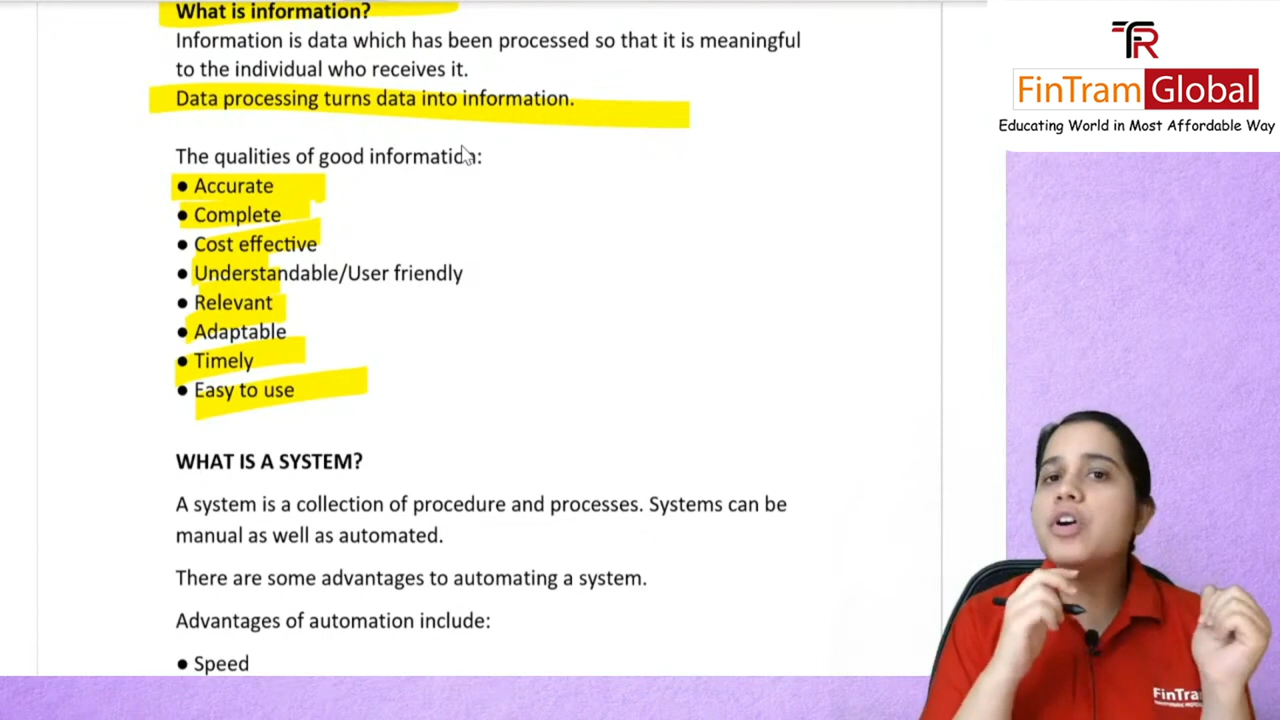 What is information?
Information is data which has been processed so that it is meaningful
to the individual who receives it.
Data processing turns data into information.
The qualities of good information:
● Accurate
● Complete
● Cost effective
● Understandable/User friendly
● Relevant
● Adaptable
● Timely
● Easy to use
WHAT IS A SYSTEM?
A system is a collection of procedure and processes. Systems can be
manual as well as automated.
There are some advantages to automating a system.
Advantages of automation include:
● Speed
TR
FinTram Global
Educating World in Most Affordable Way
FinTra